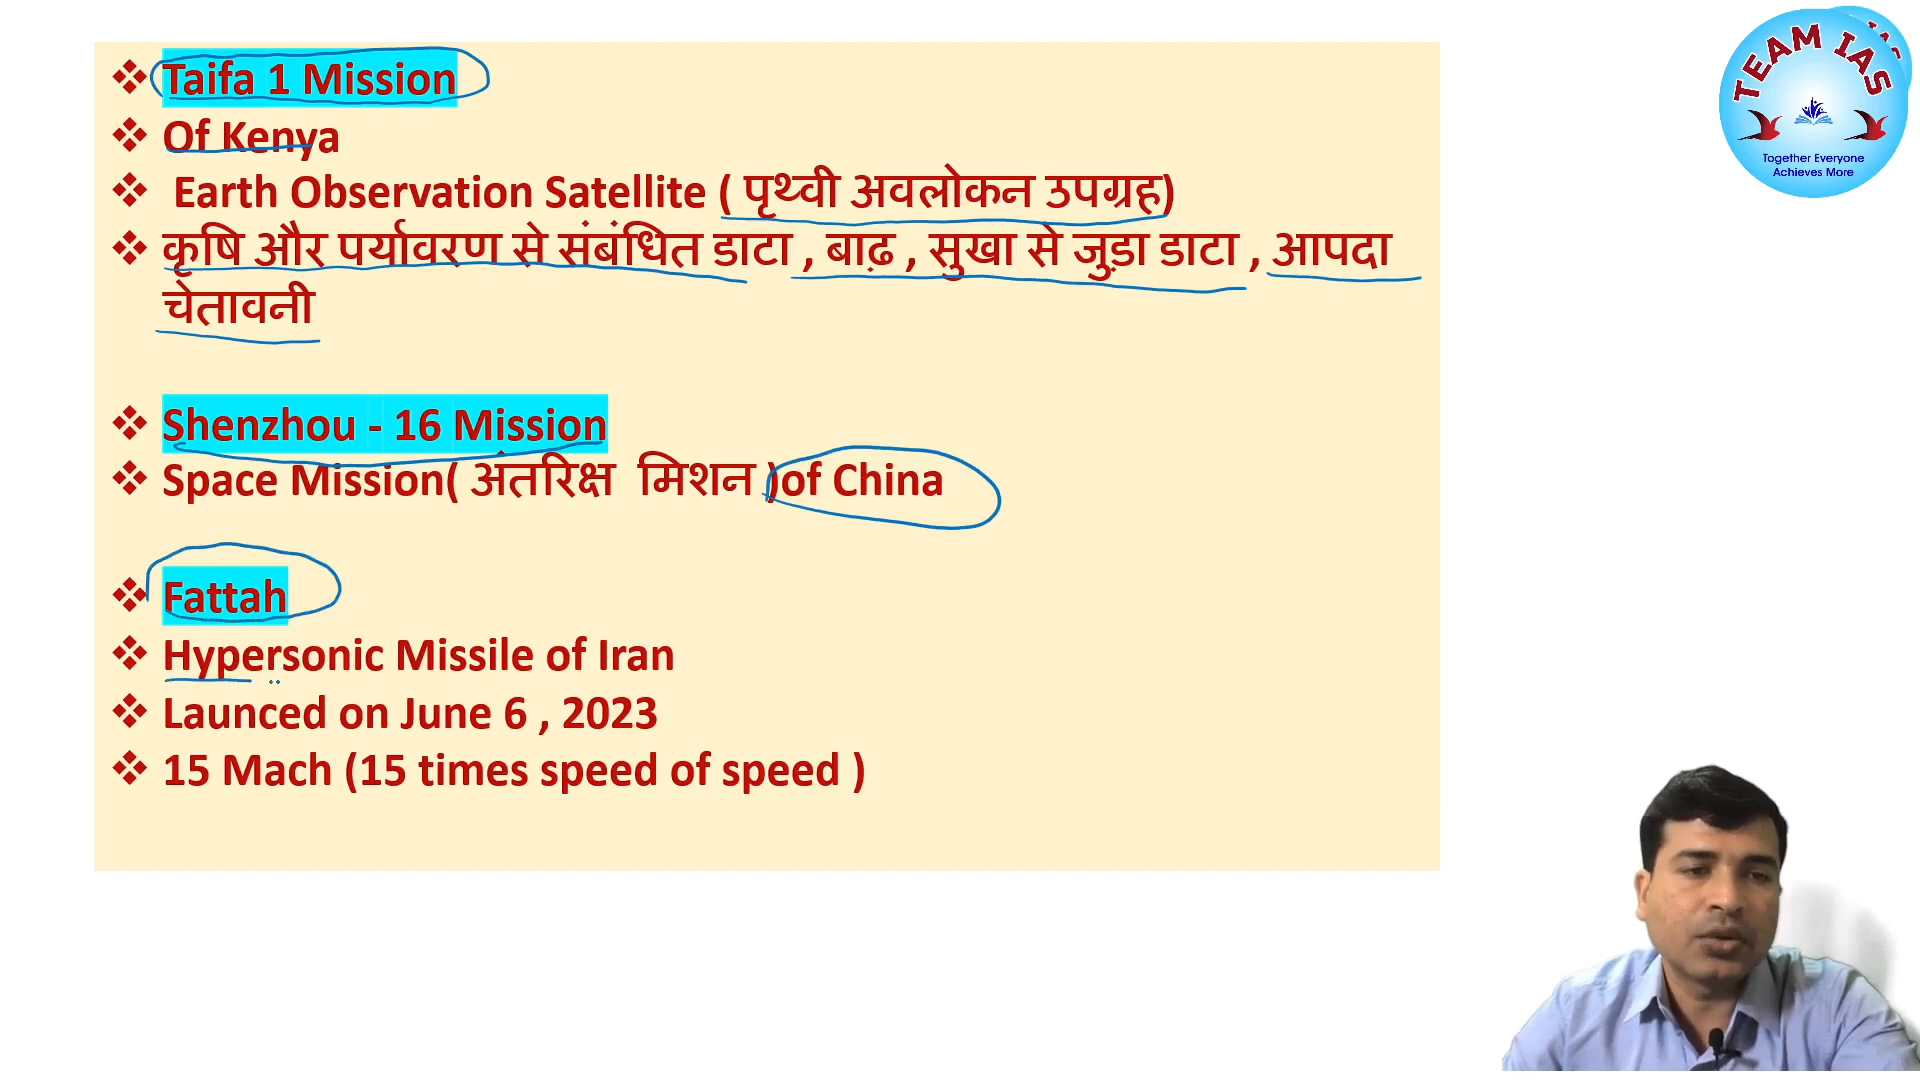 ❖ Taifa 1 Mission
❖ Of Kenya
❖ Earth Observation Satellite ( पृथ्वी अवलोकन उपग्रह)
❖ कृषि और पर्यावरण से संबंधित डाटा , बाढ़ , सुखा से जुड़ा डाटा , आपदा
चेतावनी
❖ Shenzhou - 16 Mission
❖ Space Mission( अंतरिक्ष मिशन )of China
❖ Fattah
❖ Hypersonic Missile of Iran
❖ Launced on June 6 , 2023
❖ 15 Mach (15 times speed of speed )
TEAM IAS
Together Everyone
Achieves More